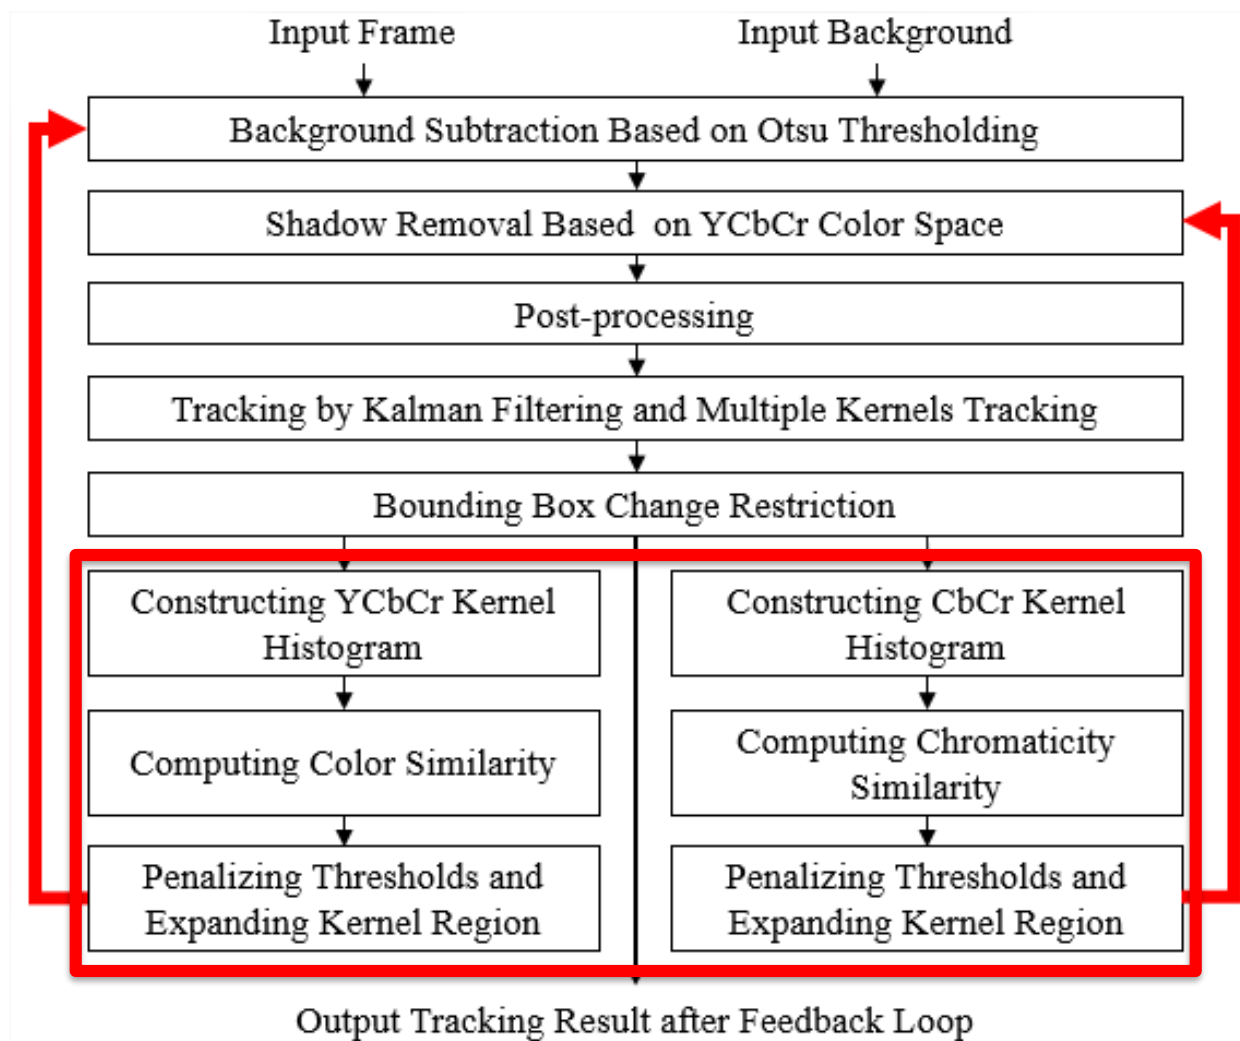 Input Frame
Input Background
Background Subtraction Based on Otsu Thresholding
Shadow Removal Based on YCbCr Color Space
Post-processing
Tracking by Kalman Filtering and Multiple Kernels Tracking
Bounding Box Change Restriction
Constructing YCbCr Kernel
Histogram
Computing Color Similarity
Penalizing Thresholds and
Expanding Kernel Region
Constructing CbCr Kernel
Histogram
Computing Chromaticity
Similarity
Penalizing Thresholds and
Expanding Kernel Region
Output Tracking Result after Feedback Loop